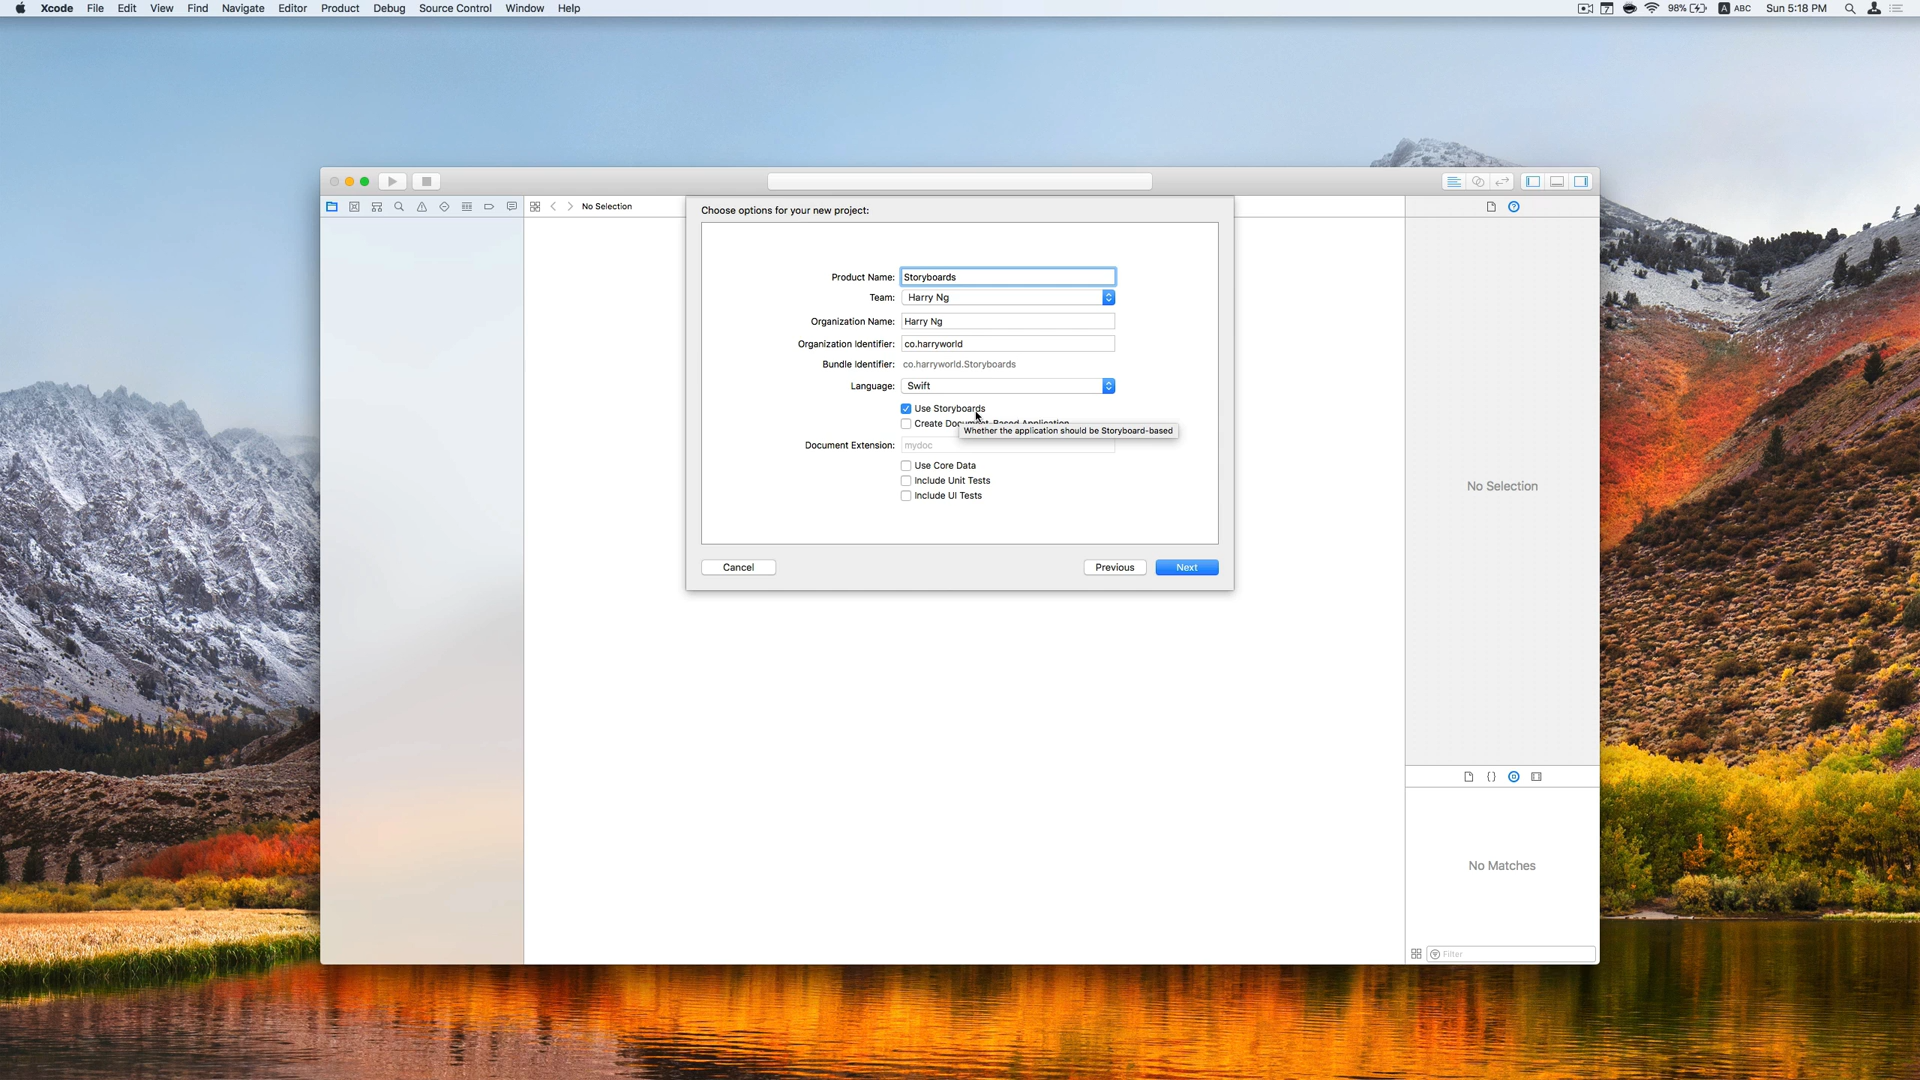 Xcode File Edit View Find Navigate Editor Product Debug Source Control Window Help 7 98% A ABC Sun 5:18 PM
No Selection
Choose options for your new project:
Product Name: Storyboards
Team: Harry Ng
Organization Name: Harry Ng
Organization Identifier: co.harryworld
Bundle Identifier: co.harryworld.Storyboards
Language: Swift
Use Storyboards
Create Document-Based Application
Whether the application should be Storyboard-based
Document Extension: mydoc
Use Core Data
Include Unit Tests
Include UI Tests
Cancel Previous Next
No Selection
{}
No Matches
Filter